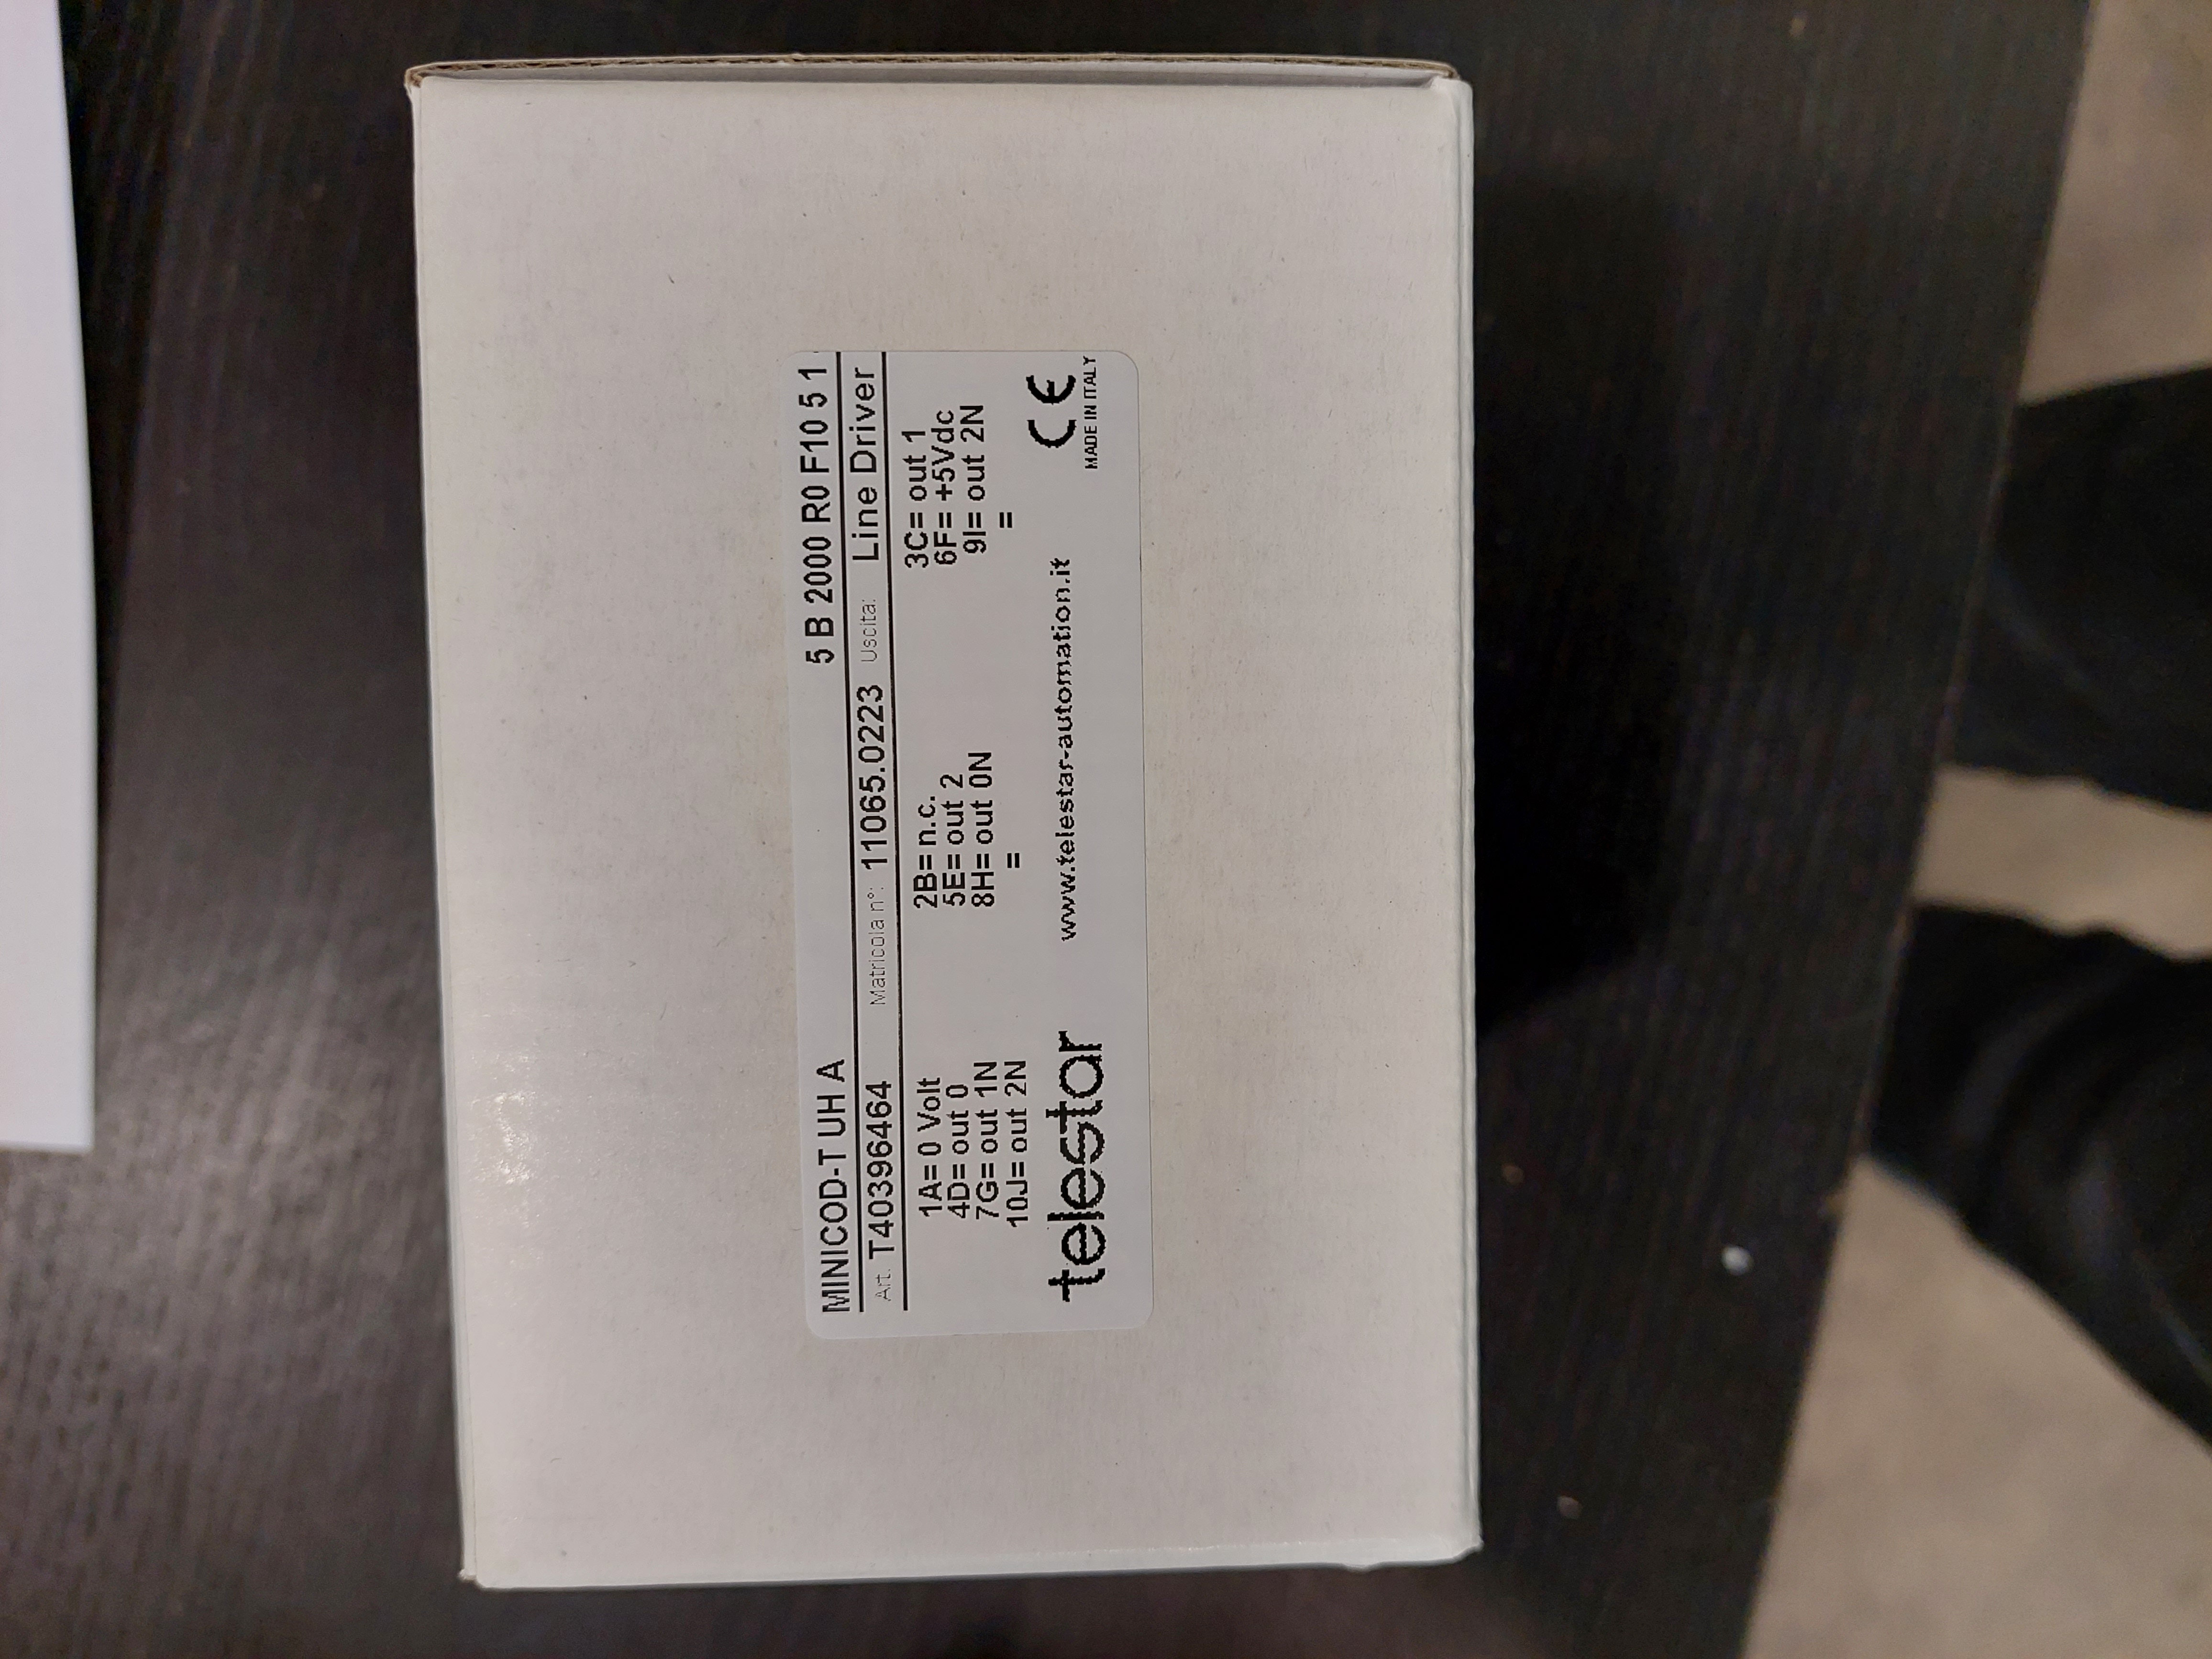 MINICOD-T UH A 5 B 2000 R0 F10 5 1
Art. T40396464 Matricola n°: 11065.0223 Uscita: Line Driver
1A= 0 Volt 2B= n.c. 3C= out 1
4D= out 0 5E= out 2 6F= +5Vdc
7G= out 1N 8H= out 0N 9I= out 2N
10J= out 2N = =
telestar www.telestar-automation.it CE
MADE IN ITALY